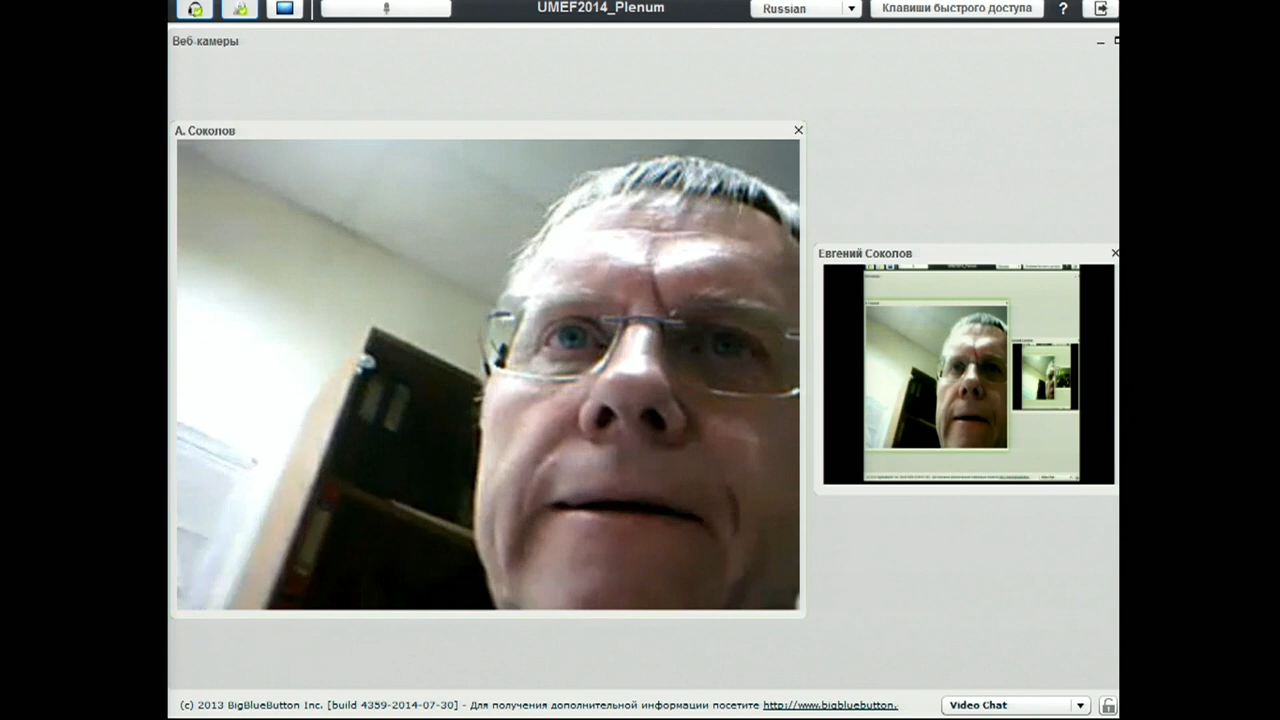 UMEF2014_Plenum
Russian
Клавиши быстрого доступа
?
Веб камеры
А. Соколов
Евгений Соколов
(c) 2013 BigBlueButton Inc. [build 4359-2014-07-30] - Для получения дополнительной информации посетите http://www.bigbluebutton.
Video Chat